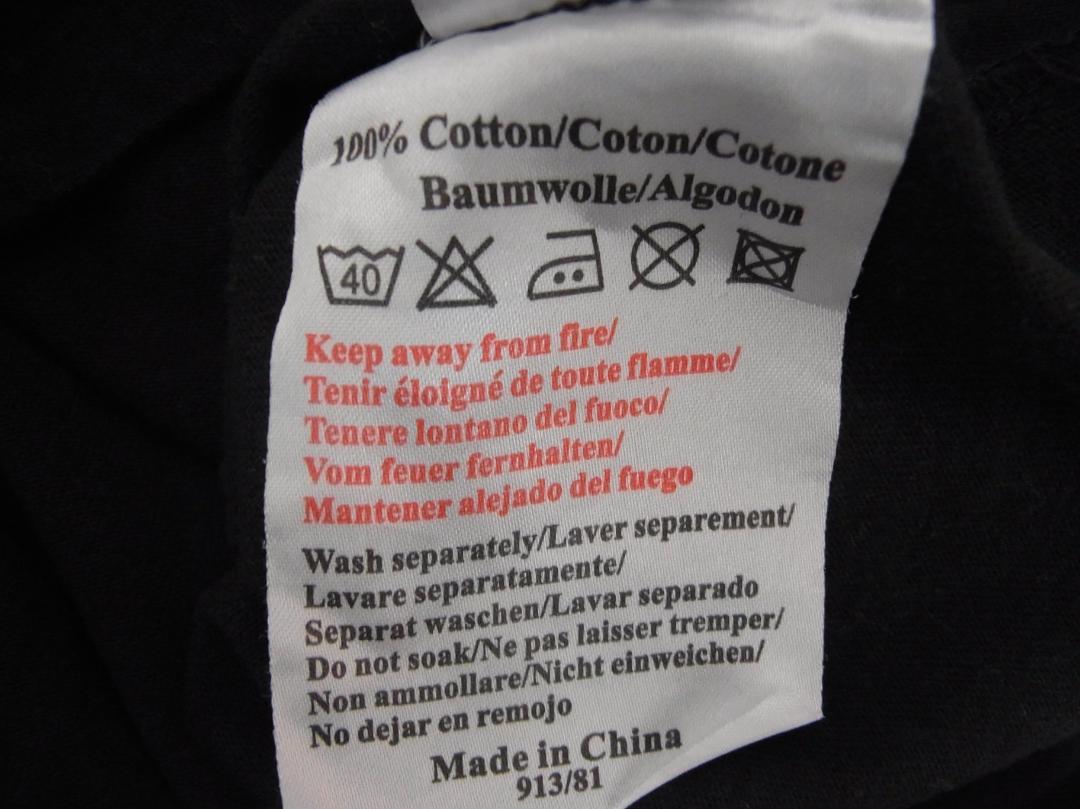 100% Cotton/Coton/Cotone
Baumwolle/Algodon
40
Keep away from fire/
Tenir éloigné de toute flamme/
Tenere lontano del fuoco/
Vom feuer fernhalten/
Mantener alejado del fuego
Wash separately/Laver separement/
Lavare separatamente/
Separat waschen/Lavar separado
Do not soak/Ne pas laisser tremper/
Non ammollare/Nicht einweichen/
No dejar en remojo
Made in China
913/81